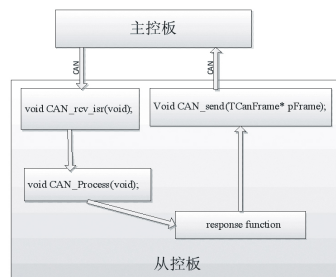 主控板
CAN
CAN
void CAN_rcv_isr(void);
Void CAN_send(TCanFrame* pFrame);
void CAN_Process(void);
response function
从控板